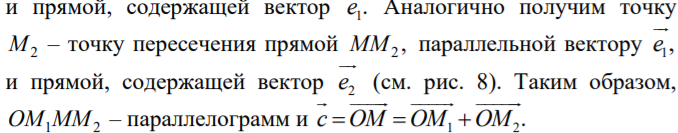 и прямой, содержащей вектор $\vec{e_1}$. Аналогично получим точку
$M_2$ – точку пересечения прямой $MM_2$, параллельной вектору $\vec{e_1}$,
и прямой, содержащей вектор $\vec{e_2}$ (см. рис. 8). Таким образом,
$OM_1MM_2$ – параллелограмм и $\vec{c} = \overrightarrow{OM} = \overrightarrow{OM_1} + \overrightarrow{OM_2}$.